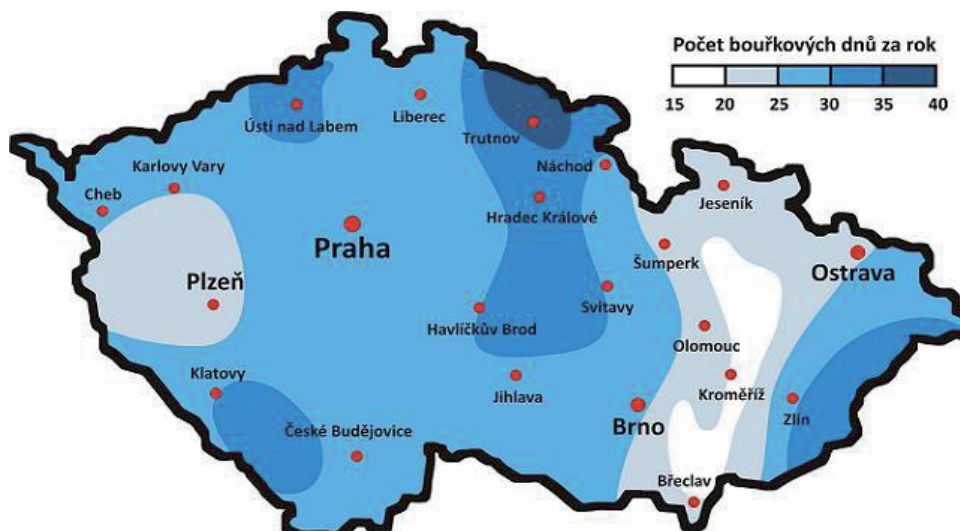 Počet bouřkových dnů za rok
15 20 25 30 32 35 40
Ústí nad Labem
Liberec
Trutnov
Karlovy Vary
Náchod
Cheb
Jeseník
Hradec Králové
Praha
Šumperk
Ostrava
Plzeň
Svitavy
Havlíčkův Brod
Olomouc
Klatovy
Jihlava
Kroměříž
České Budějovice
Brno
Zlín
Břeclav